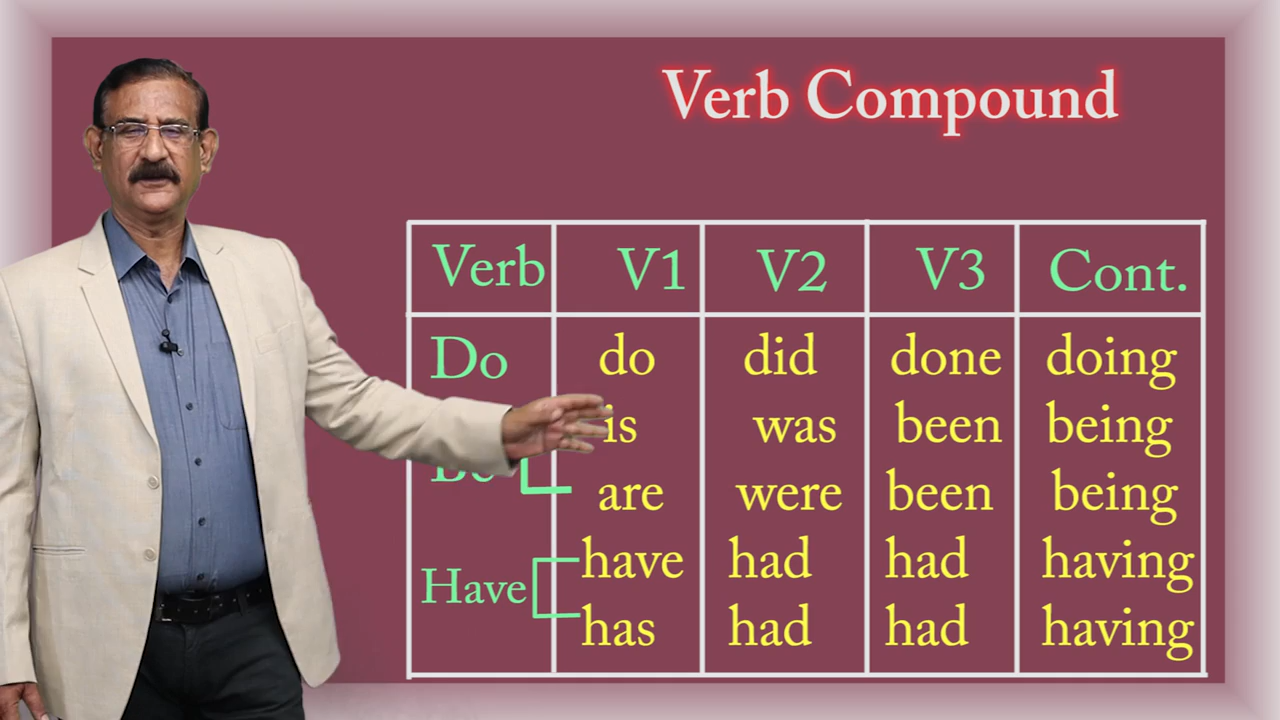 Verb Compound
Verb V1 V2 V3 Cont.
Do do did done doing
is was been being
Be are were been being
have had had having
Have
has had had having